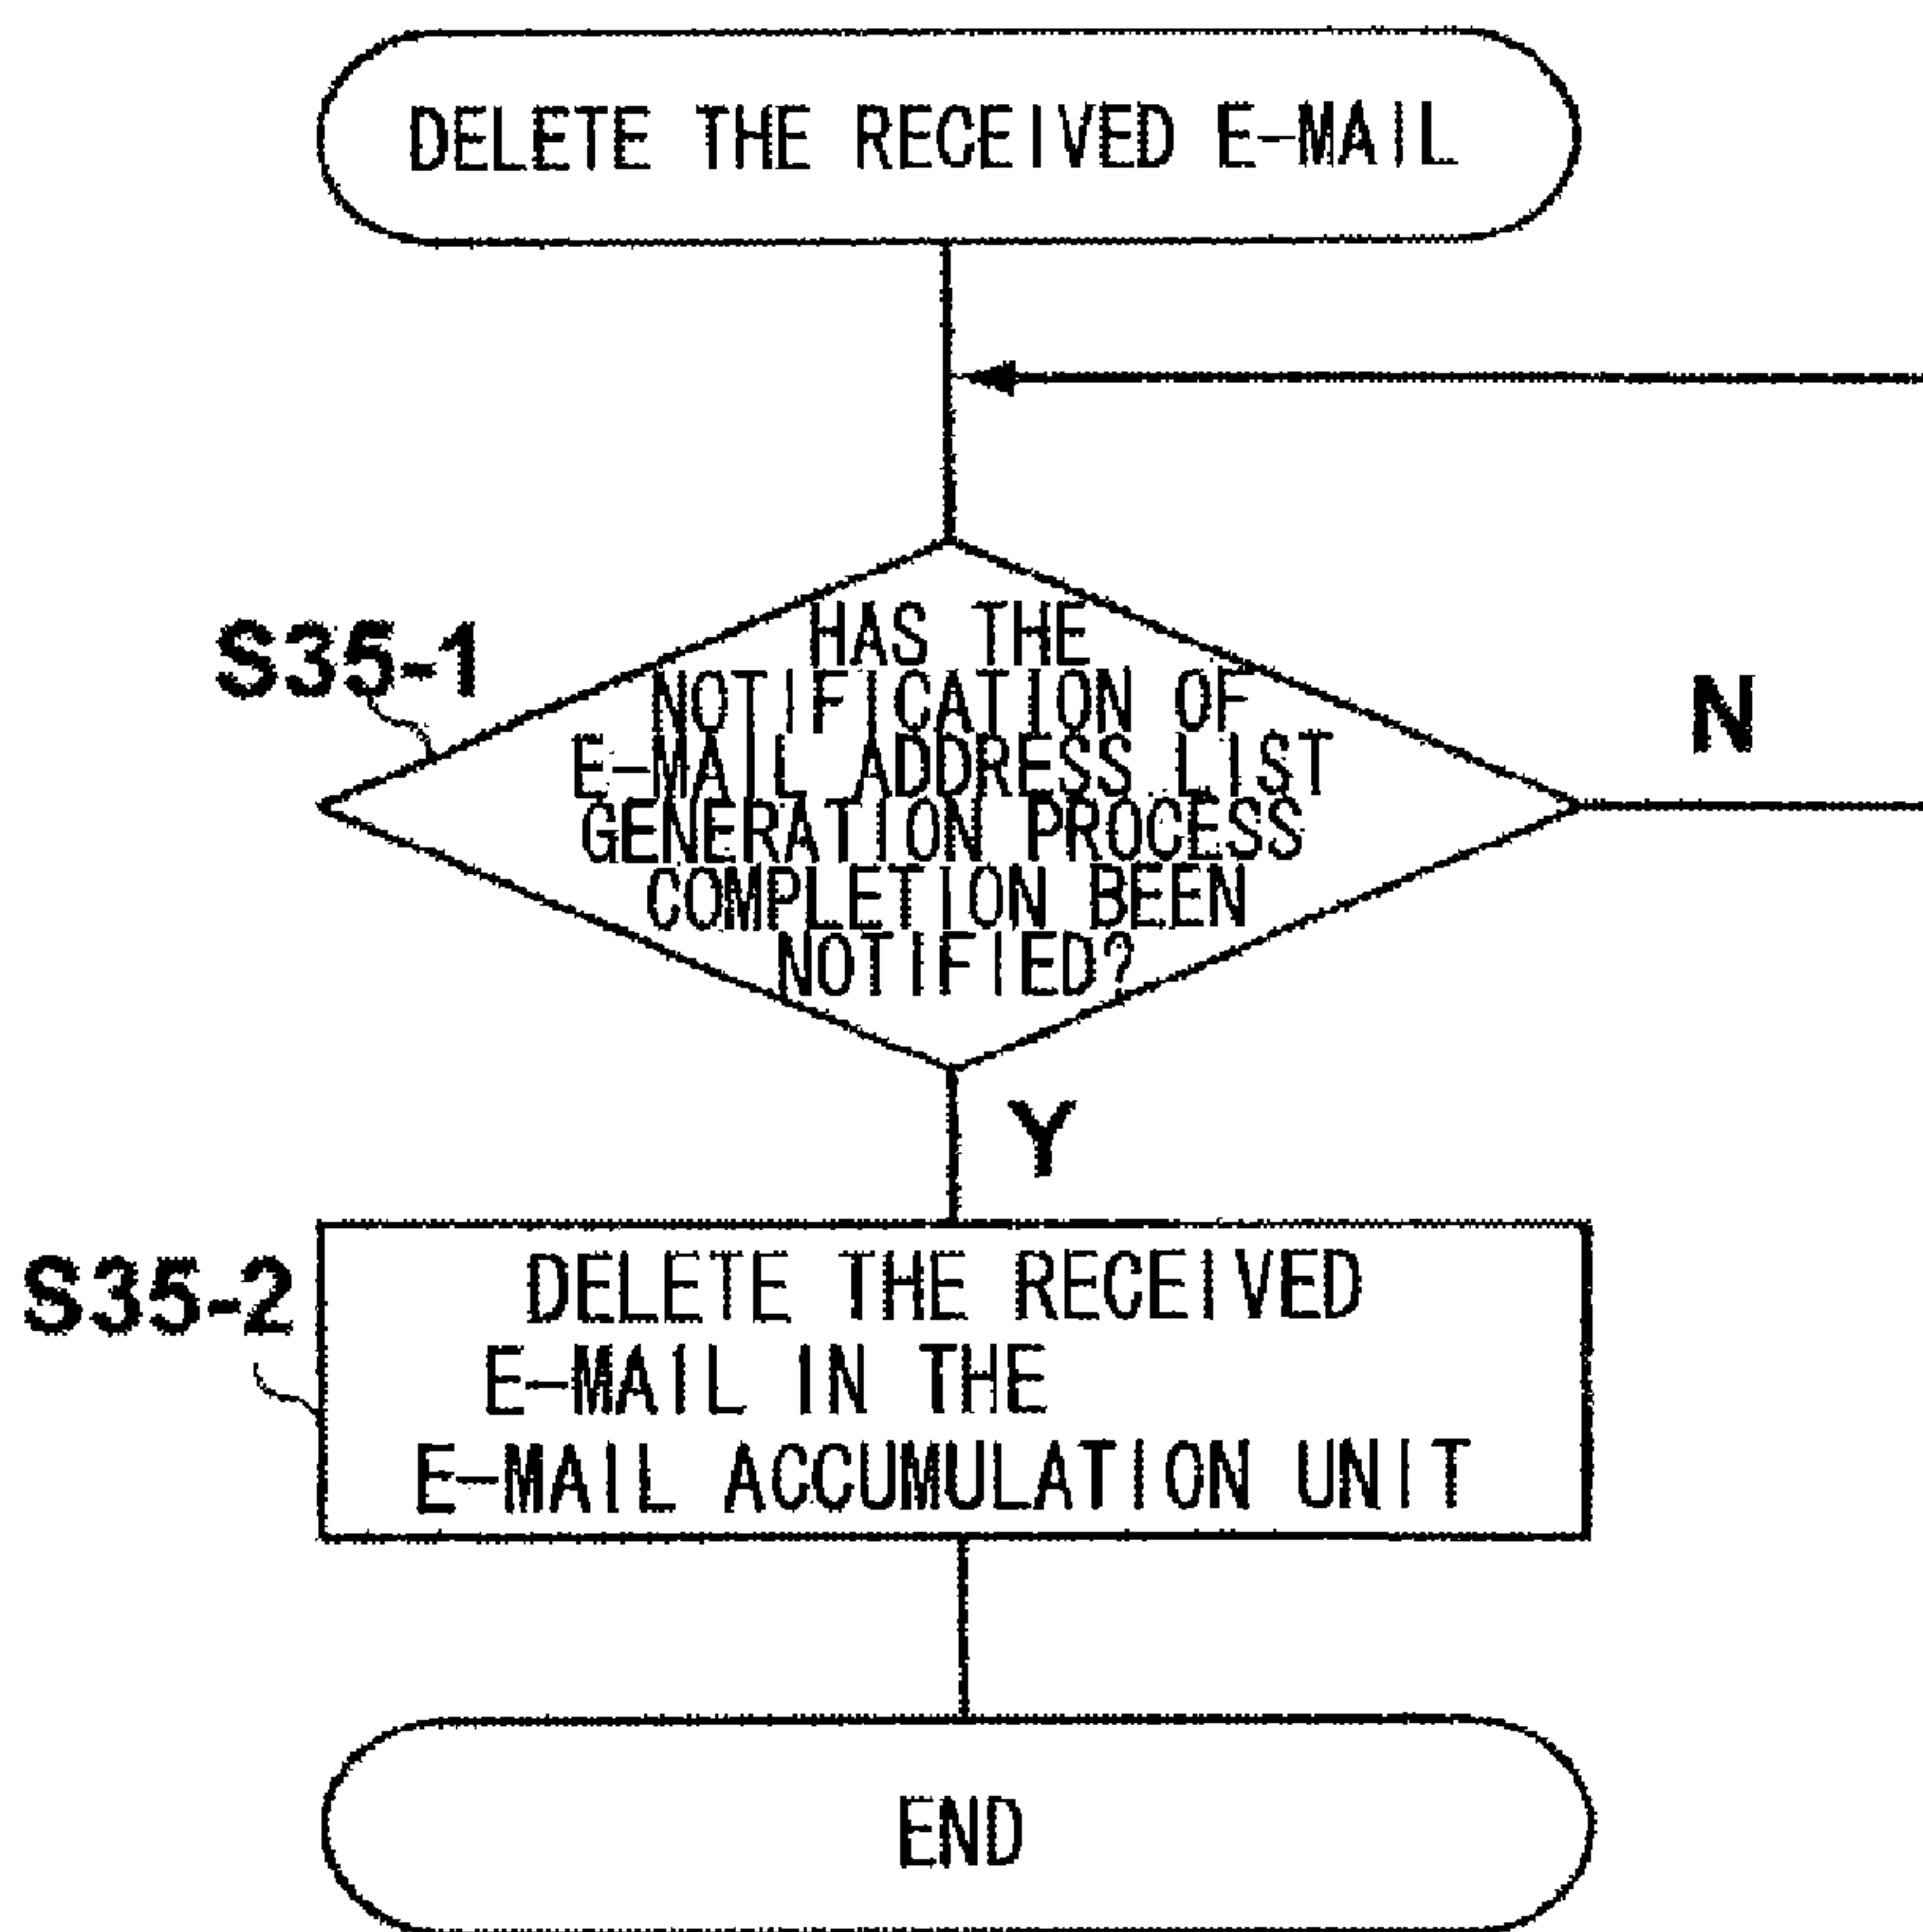 DELETE THE RECEIVED E-MAIL
S35-1
HAS THE
NOTIFICATION OF
E-MAIL ADDRESS LIST
GENERATION PROCESS
COMPLETION BEEN
NOTIFIED?
N
Y
S35-2
DELETE THE RECEIVED
E-MAIL IN THE
E-MAIL ACCUMULATION UNIT
END